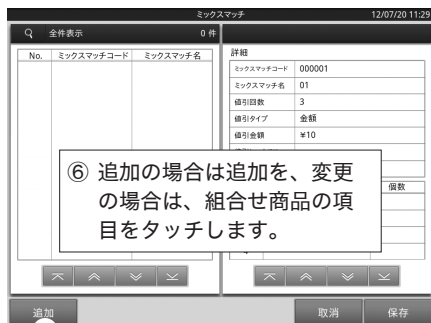 ミックスマッチ 12/07/20 11:29
全件表示 0 件
No. ミックスマッチコード ミックスマッチ名
詳細
ミックスマッチコード 000001
ミックスマッチ名 01
値引回数 3
値引タイプ 金額
値引金額 ¥10
個数
⑥ 追加の場合は追加を、変更
の場合は、組合せ商品の項
目をタッチします。
追加 取消 保存